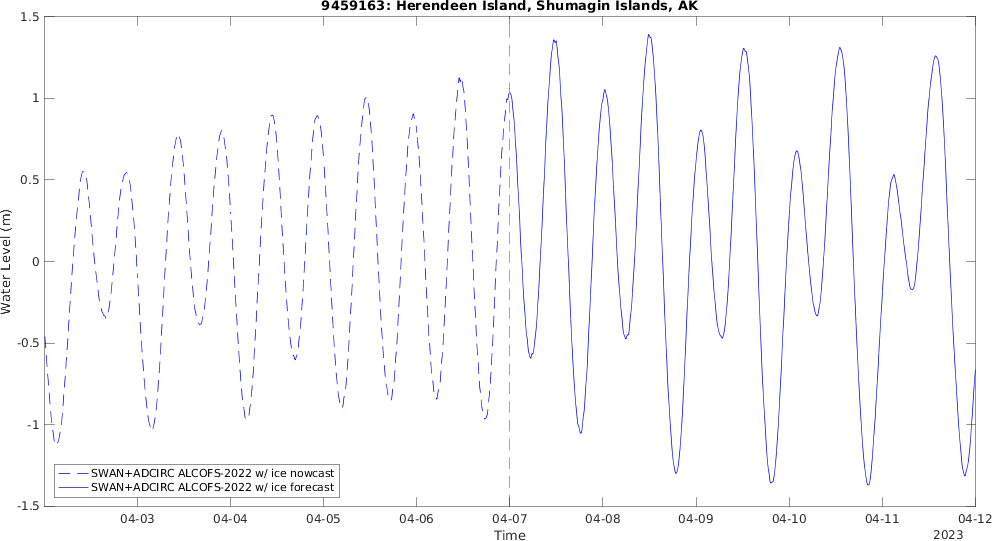 9459163: Herendeen Island, Shumagin Islands, AK
1.5
1
0.5
0
-0.5
-1
-1.5
Water Level (m)
SWAN+ADCIRC ALCOFS-2022 w/ ice nowcast
SWAN+ADCIRC ALCOFS-2022 w/ ice forecast
04-03 04-04 04-05 04-06 04-07 04-08 04-09 04-10 04-11 04-12
Time
2023